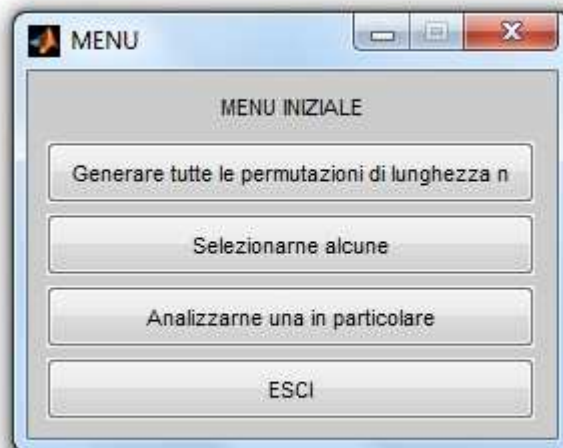 MENU
MENU INIZIALE
Generare tutte le permutazioni di lunghezza n
Selezionarne alcune
Analizzarne una in particolare
ESCI